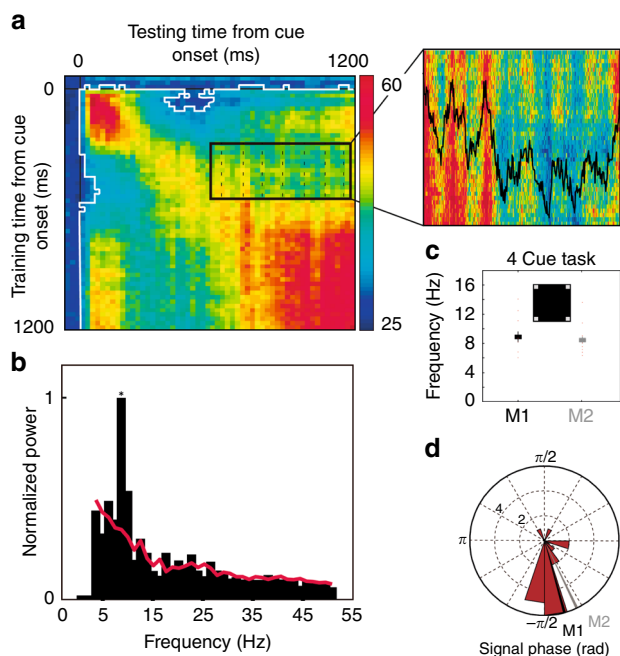 a
Testing time from cue
onset (ms)
0
1200
0
60
Training time from cue
onset (ms)
1200
25
c
4 Cue task
Frequency (Hz)
16
12
8
4
0
M1
M2
b
Normalized power
1
*
0
5
15
25
35
45
55
Frequency (Hz)
d
π/2
4
2
π
−π/2
M1
M2
Signal phase (rad)